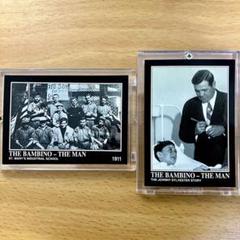 THE BAMBINO - THE MAN
ST. MARY'S INDUSTRIAL SCHOOL
1911
THE BAMBINO - THE MAN
THE JOHNNY SYLVESTER STORY